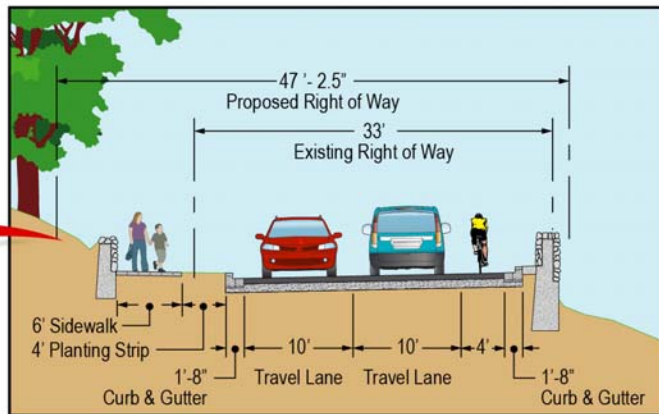 47 '- 2.5"
Proposed Right of Way
33'
Existing Right of Way
6' Sidewalk
4' Planting Strip
10'
10'
4'
1'-8"
Curb & Gutter
Travel Lane
Travel Lane
1'-8"
Curb & Gutter